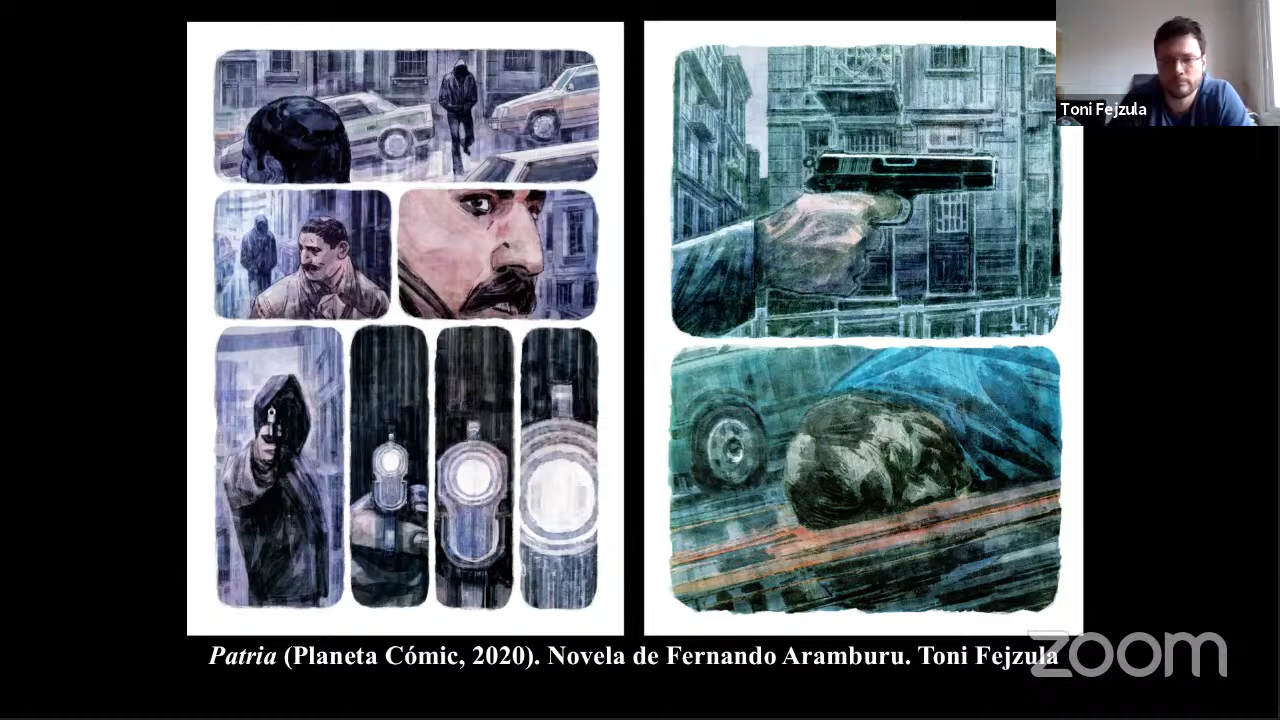 Toni Fejzula
Patria (Planeta Cómic, 2020). Novela de Fernando Aramburu. Toni Fejzula
zoom